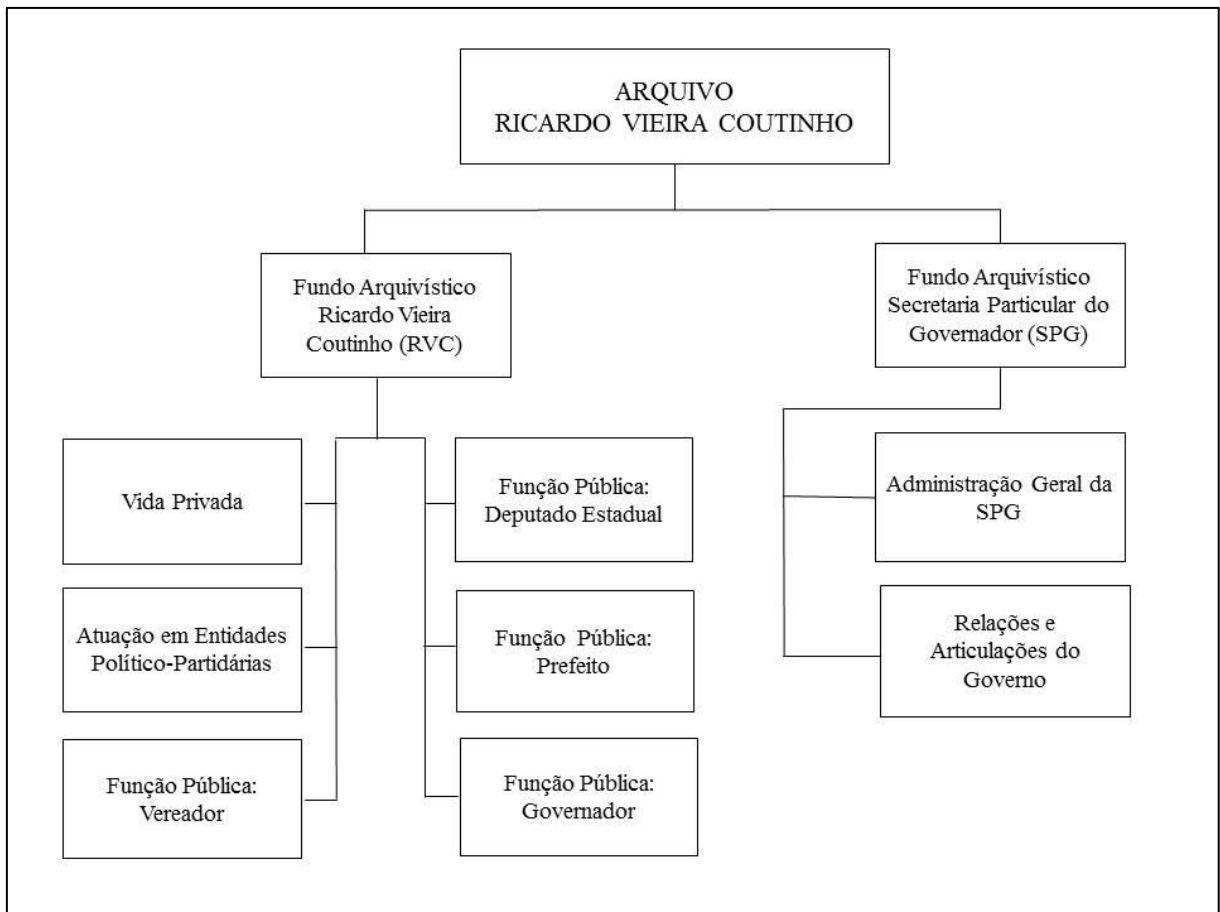 ARQUIVO
RICARDO VIEIRA COUTINHO
Fundo Arquivístico
Ricardo Vieira
Coutinho (RVC)
Fundo Arquivístico
Secretaria Particular do
Governador (SPG)
Vida Privada
Função Pública:
Deputado Estadual
Administração Geral da
SPG
Atuação em Entidades
Político-Partidárias
Função Pública:
Prefeito
Relações e
Articulações do
Governo
Função Pública:
Vereador
Função Pública:
Governador